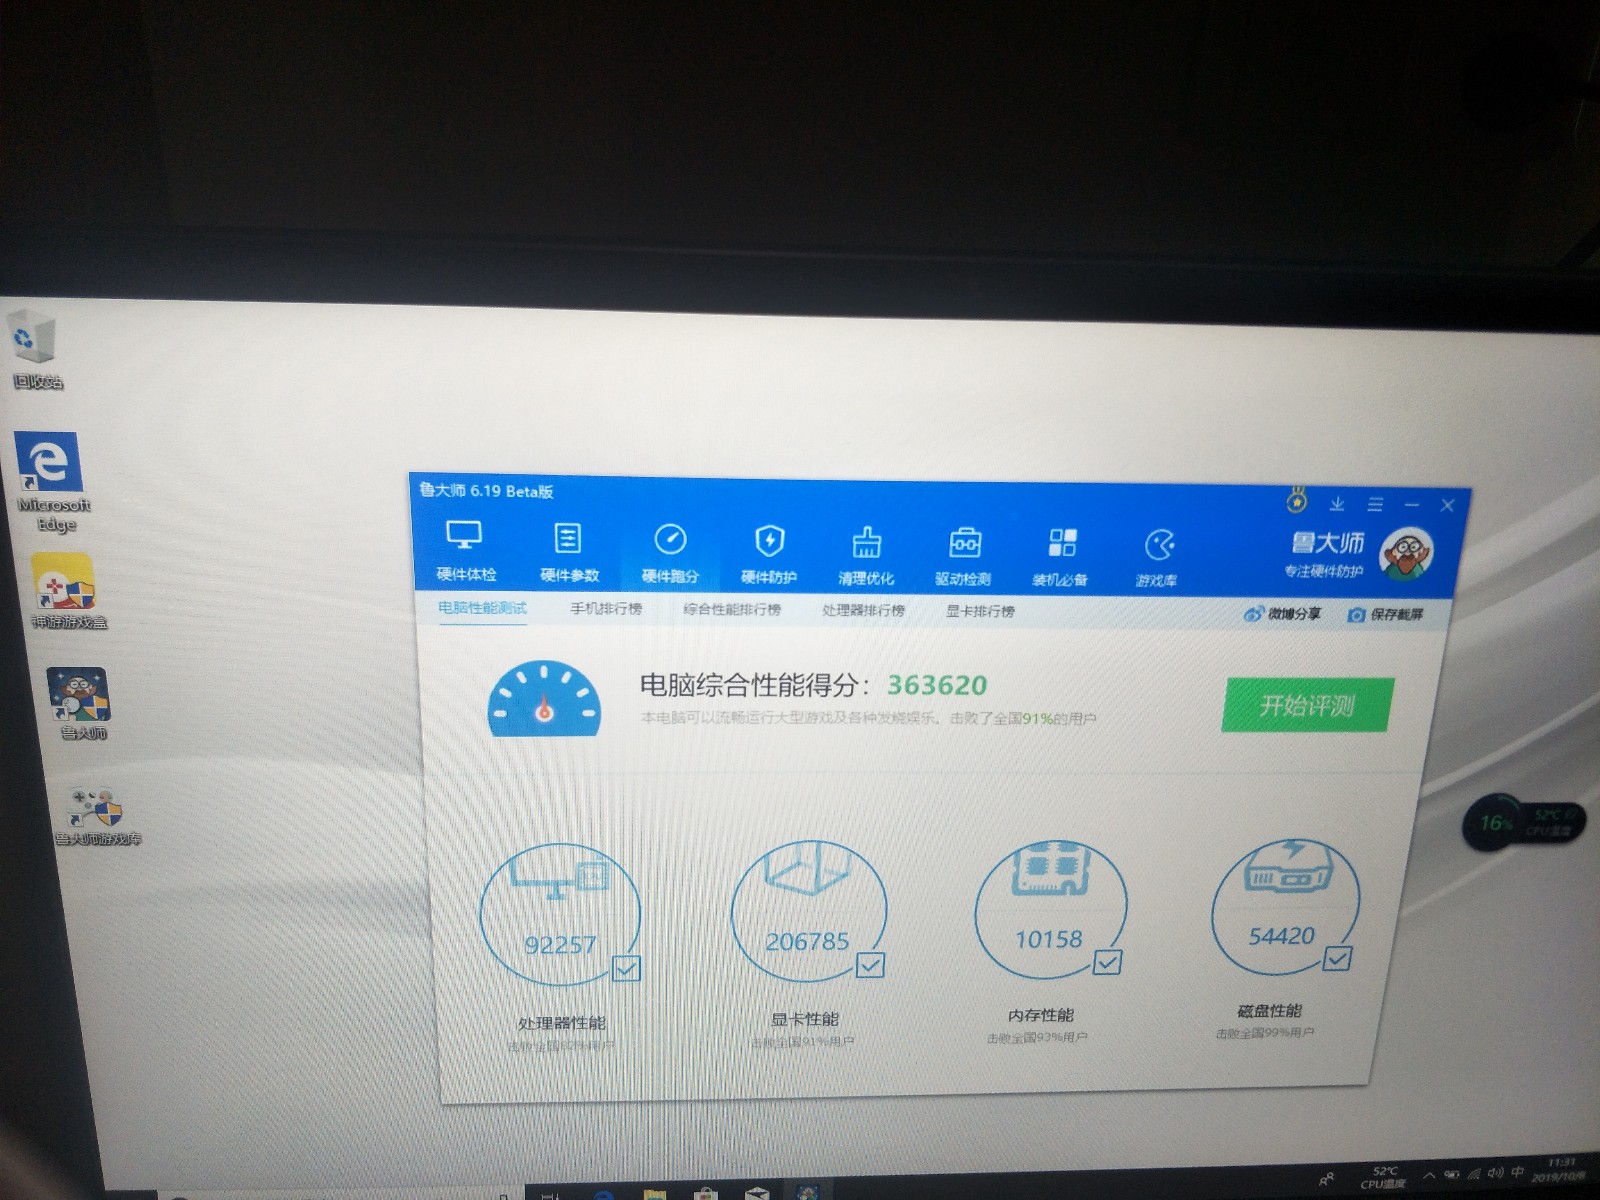 回收站
Microsoft
Edge
神游游戏盒
鲁大师
鲁大师游戏库
鲁大师 6.19 Beta版
硬件体检 硬件参数 硬件跑分 硬件防护 清理优化 驱动检测 装机必备 游戏库
鲁大师
专注硬件防护
电脑性能测试 手机排行榜 综合性能排行榜 处理器排行榜 显卡排行榜 微博分享 保存截屏
电脑综合性能得分：363620
本电脑可以流畅运行大型游戏及各种发烧娱乐。击败了全国91%的用户
开始评测
92257 206785 10158 54420
处理器性能 显卡性能 内存性能 磁盘性能
击败全国 用户 击败全国91%用户 击败全国93%用户 击败全国99%用户
16% 52℃
CPU温度
52℃
CPU温度
中
11:31
2019/10/